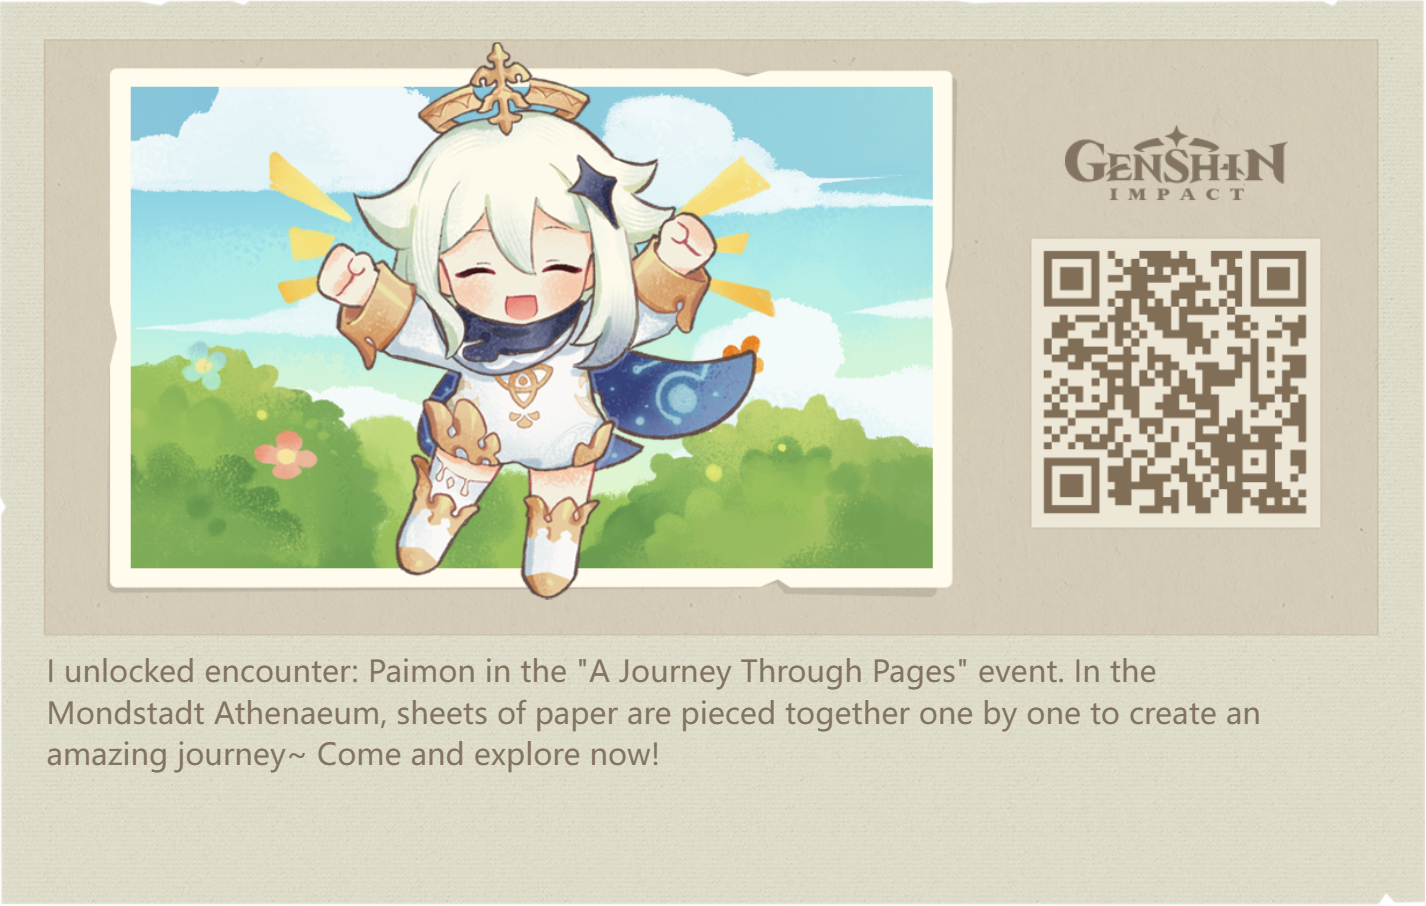 GENSHIN
IMPACT
I unlocked encounter: Paimon in the "A Journey Through Pages" event. In the
Mondstadt Athenaeum, sheets of paper are pieced together one by one to create an
amazing journey~ Come and explore now!